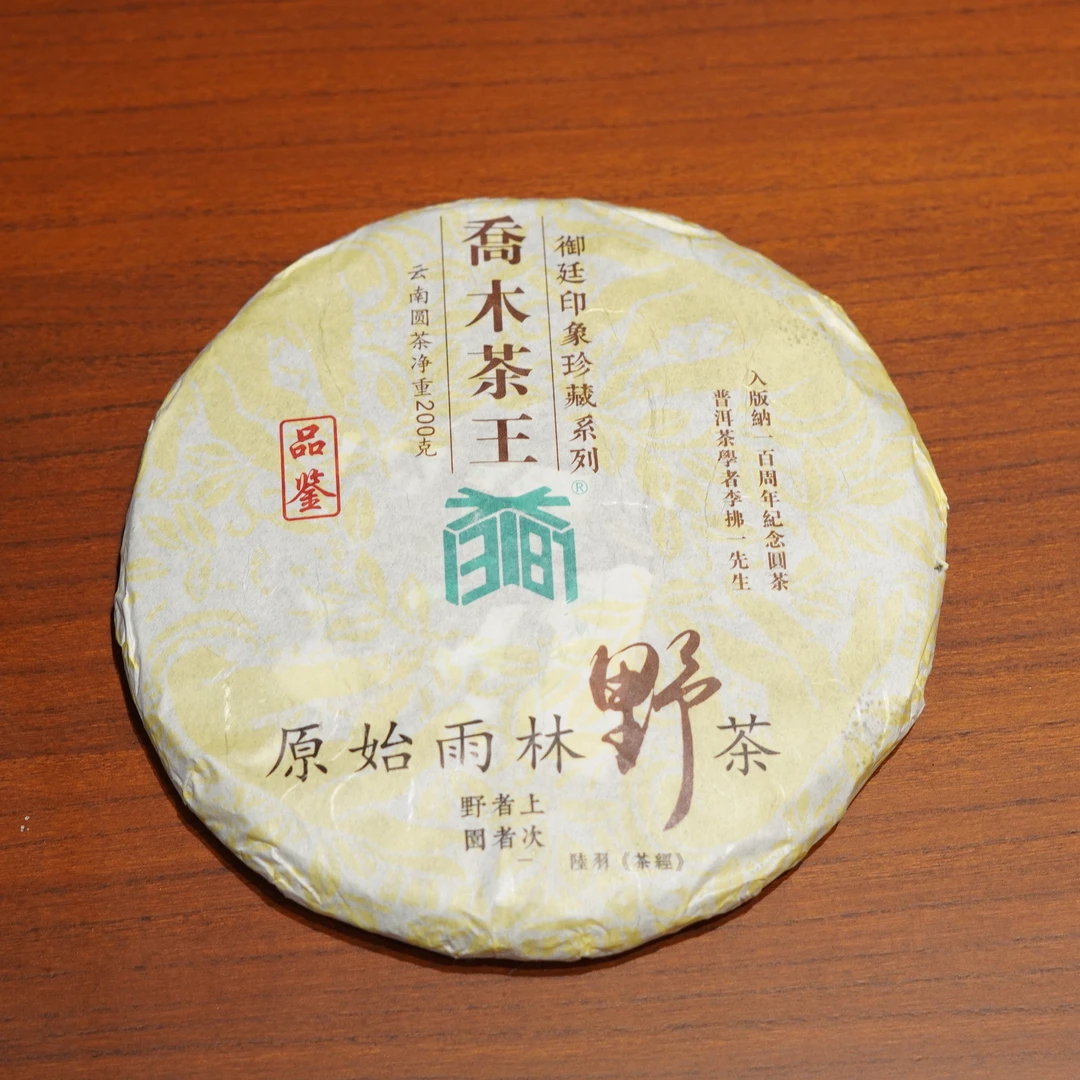 喬木茶王
御廷印象珍藏系列
云南圆茶净重200克
品鉴
®
入版納一百周年紀念圓茶
普洱茶學者李拂一先生
原始雨林野茶
野者上
園者次
陸羽《茶經》